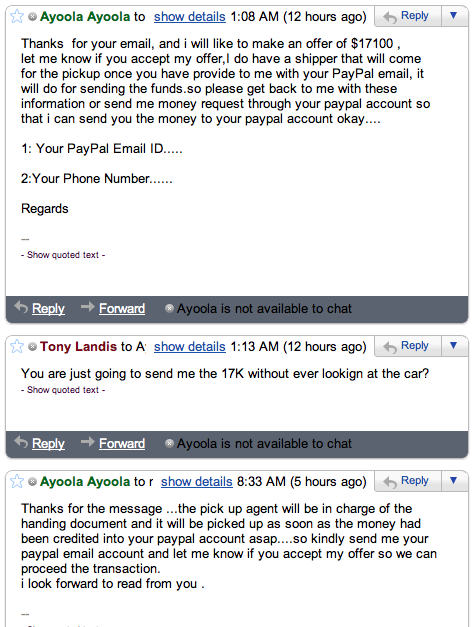 Ayoola Ayoola to show details 1:08 AM (12 hours ago) Reply
Thanks  for your email, and i will like to make an offer of $17100 ,
let me know if you accept my offer,I do have a shipper that will come
for the pickup once you have provide to me with your PayPal email, it
will do for sending the funds.so please get back to me with these
information or send me money request through your paypal account so
that i can send you the money to your paypal account okay....
1: Your PayPal Email ID.....
2:Your Phone Number......
Regards
--
- Show quoted text -
Reply Forward Ayoola is not available to chat
Tony Landis to A show details 1:13 AM (12 hours ago) Reply
You are just going to send me the 17K without ever lookign at the car?
- Show quoted text -
Reply Forward Ayoola is not available to chat
Ayoola Ayoola to r show details 8:33 AM (5 hours ago) Reply
Thanks for the message ...the pick up agent will be in charge of the
handing document and it will be picked up as soon as the money had
been credited into your paypal account asap....so kindly send me your
paypal email account and let me know if you accept my offer so we can
proceed the transaction.
i look forward to read from you .
--